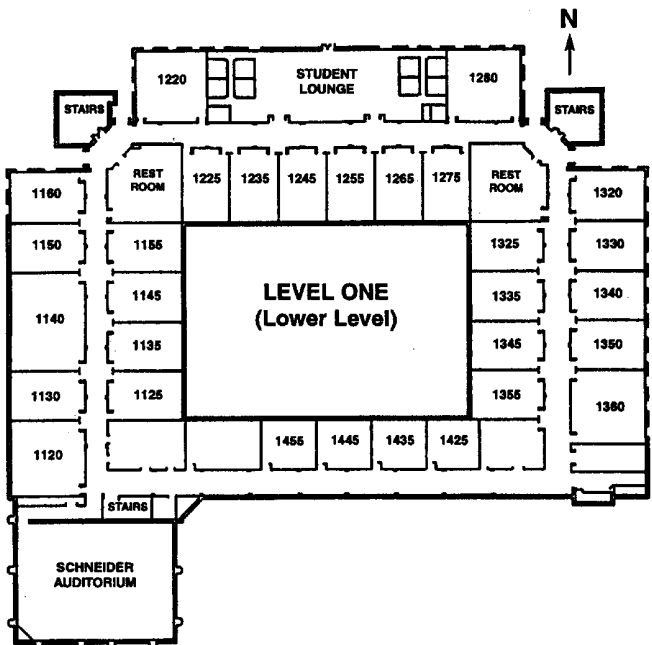 N
1220
STUDENT
LOUNGE
1280
STAIRS
STAIRS
1160
REST
ROOM
1225
1235
1245
1255
1265
1275
REST
ROOM
1320
1150
1155
1325
1330
1140
1145
LEVEL ONE
(Lower Level)
1335
1340
1135
1345
1350
1130
1125
1355
1360
1120
1455
1445
1435
1425
STAIRS
SCHNEIDER
AUDITORIUM